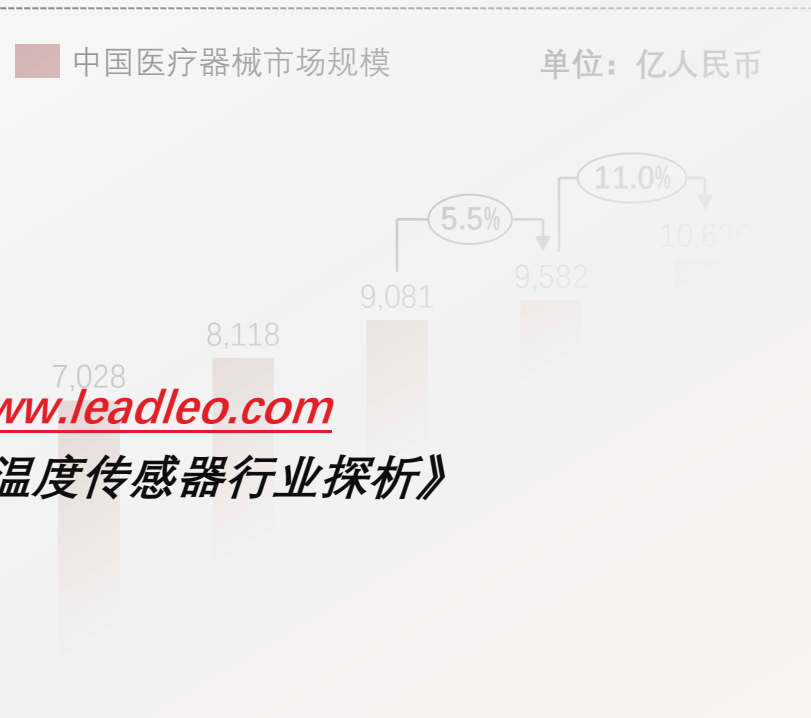 中国医疗器械市场规模
单位：亿人民币
11.0%
5.5%
9,582
9,081
8,118
7,028
ww.leadleo.com
温度传感器行业探析》